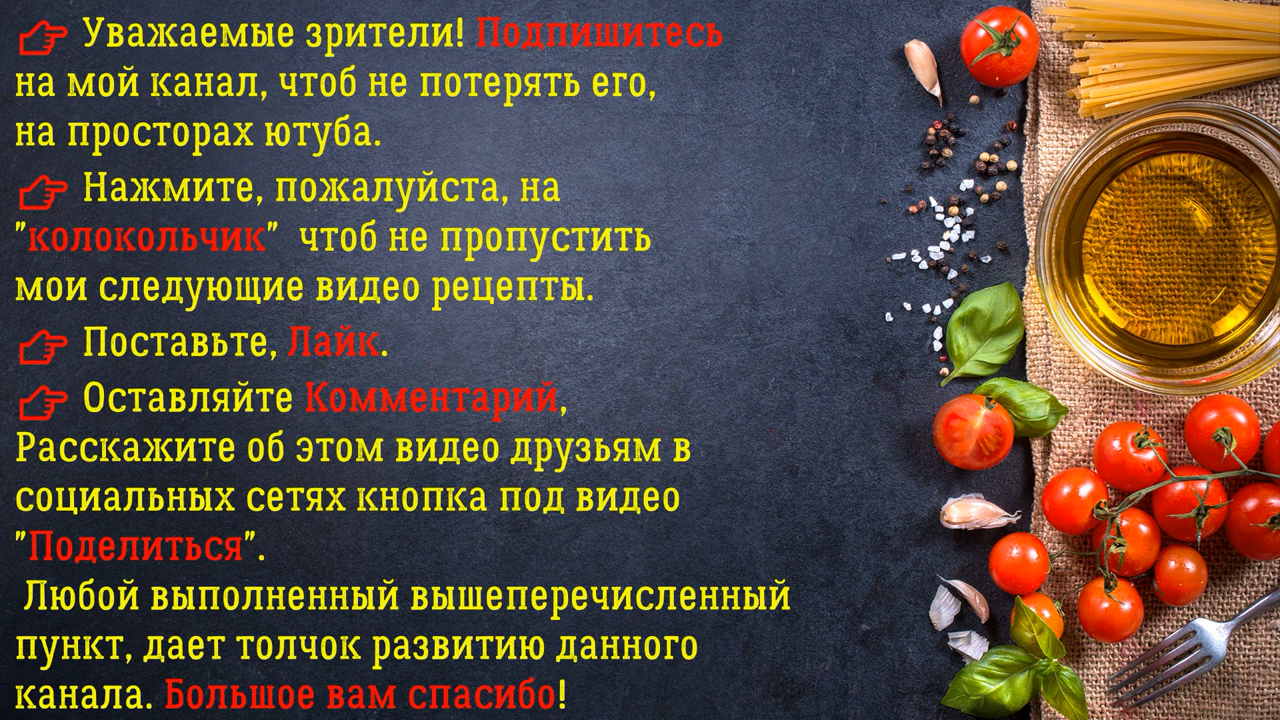 Уважаемые зрители! Подпишитесь
на мой канал, чтоб не потерять его,
на просторах ютуба.
Нажмите, пожалуйста, на
"колокольчик"  чтоб не пропустить
мои следующие видео рецепты.
Поставьте, Лайк.
Оставляйте Комментарий,
Расскажите об этом видео друзьям в
социальных сетях кнопка под видео
"Поделиться".
Любой выполненный вышеперечисленный
пункт, дает толчок развитию данного
канала. Большое вам спасибо!